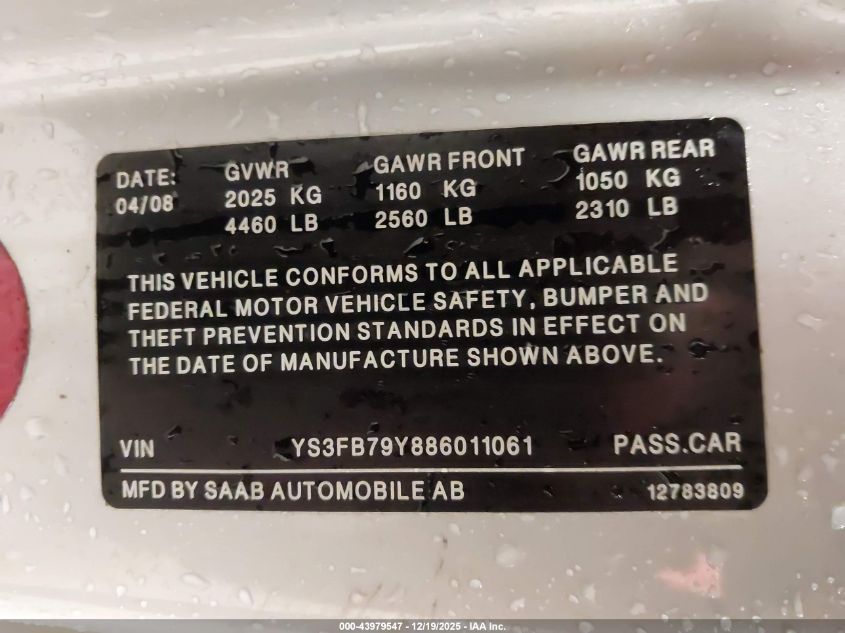 DATE: GVWR GAWR FRONT GAWR REAR
04/08 2025 KG 1160 KG 1050 KG
4460 LB 2560 LB 2310 LB
THIS VEHICLE CONFORMS TO ALL APPLICABLE
FEDERAL MOTOR VEHICLE SAFETY, BUMPER AND
THEFT PREVENTION STANDARDS IN EFFECT ON
THE DATE OF MANUFACTURE SHOWN ABOVE.
VIN YS3FB79Y886011061 PASS.CAR
MFD BY SAAB AUTOMOBILE AB 12783809
000-43979547 - 12/19/2025 - IAA Inc.